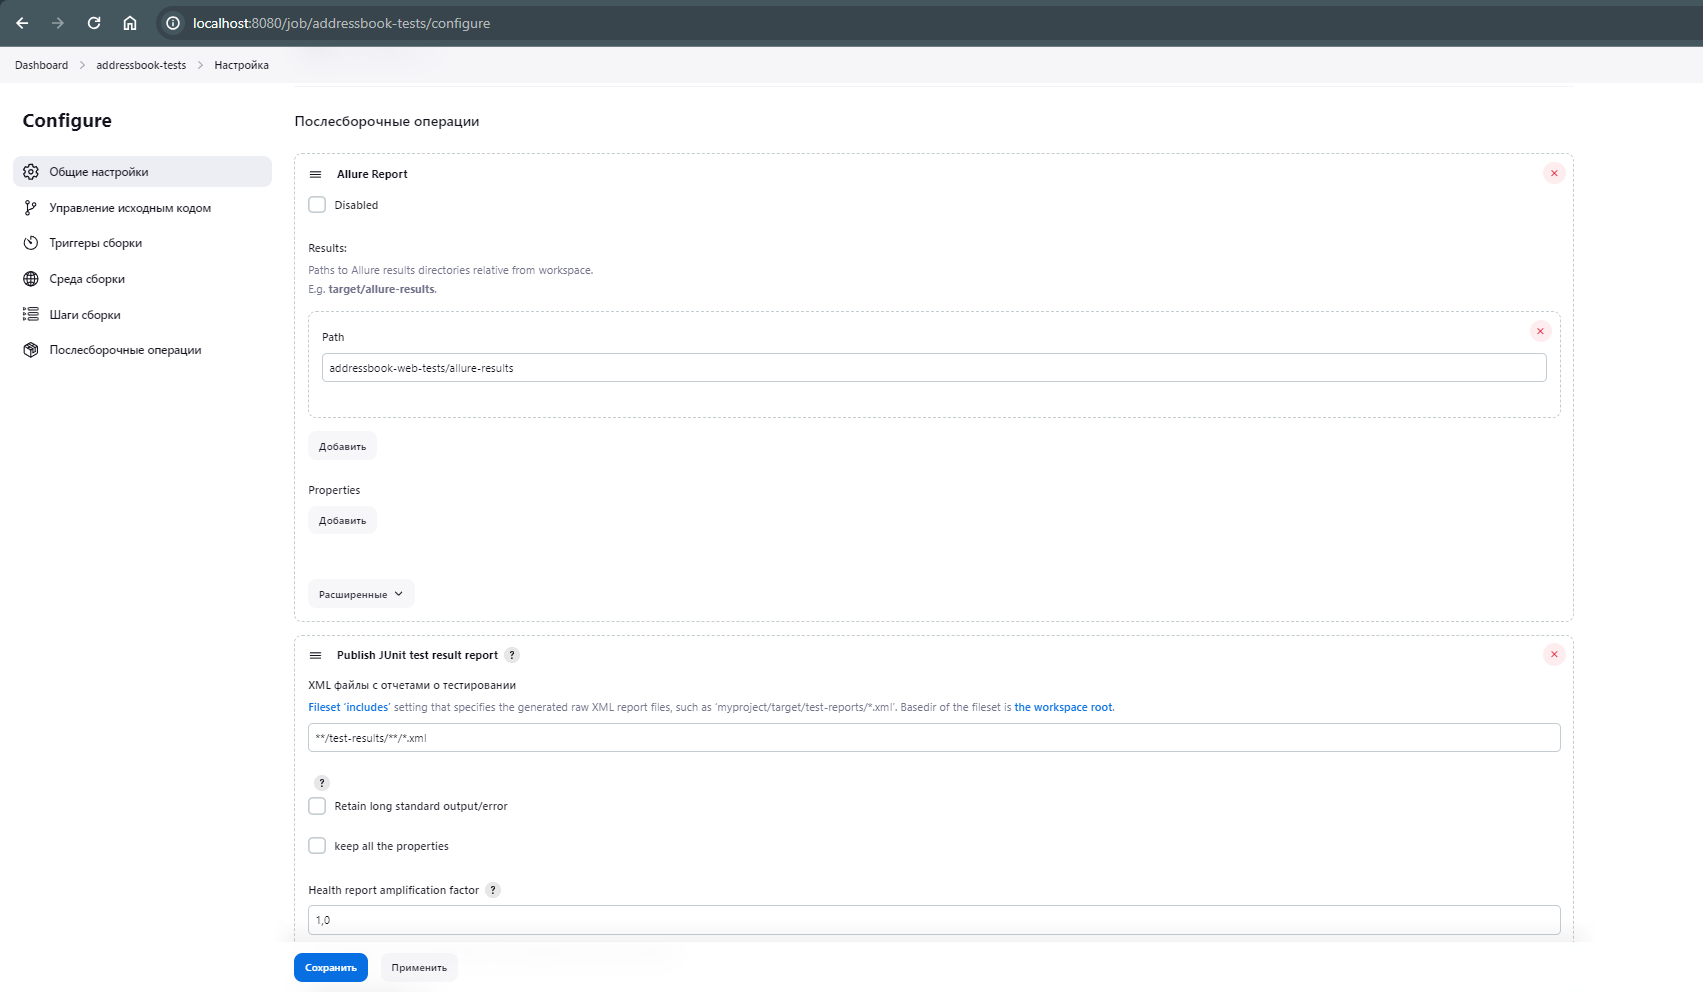 localhost:8080/job/addressbook-tests/configure
Dashboard > addressbook-tests > Настройка
Configure
Общие настройки
Управление исходным кодом
Триггеры сборки
Среда сборки
Шаги сборки
Послесборочные операции
Послесборочные операции
Allure Report
Disabled
Results:
Paths to Allure results directories relative from workspace.
E.g. target/allure-results.
Path
addressbook-web-tests/allure-results
Добавить
Properties
Добавить
Расширенные
Publish JUnit test result report ?
XML файлы с отчетами о тестировании
Fileset 'includes' setting that specifies the generated raw XML report files, such as 'myproject/target/test-reports/*.xml'. Basedir of the fileset is the workspace root.
**/test-results/**/*.xml
?
Retain long standard output/error
keep all the properties
Health report amplification factor ?
1,0
Сохранить
Применить